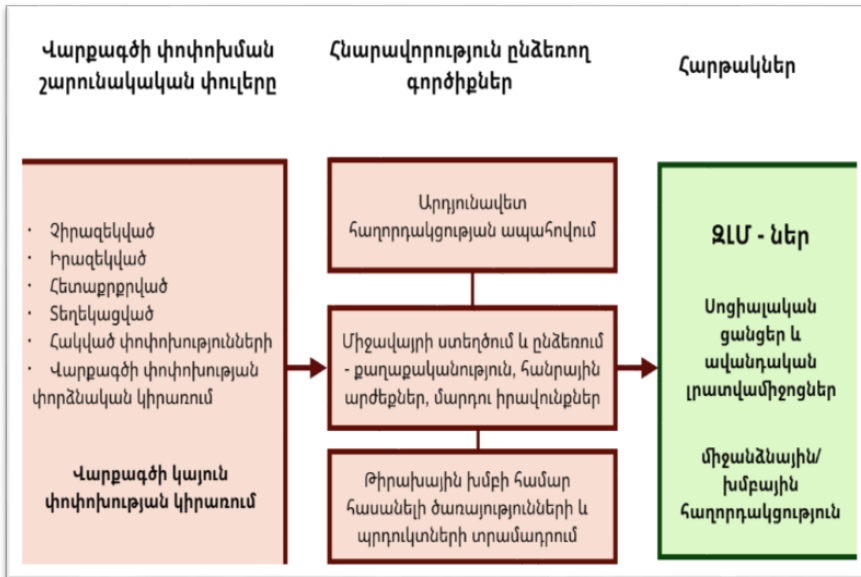 Վարքագծի փոփոխման
շարունակական փուլերը
Հնարավորություն ընձեռող
գործիքներ
Հարթակներ
· Չիրազեկված
· Իրազեկված
· Հետաքրքրված
· Տեղեկացված
· Հակված փոփոխությունների
· Վարքագծի փոփոխության
փորձնական կիրառում
Վարքագծի կայուն
փոփոխության կիրառում
Արդյունավետ
հաղորդակցության ապահովում
Միջավայրի ստեղծում և ընձեռում
- քաղաքականություն, հանրային
արժեքներ, մարդու իրավունքներ
Թիրախային խմբի համար
հասանելի ծառայությունների և
պրդուկտների տրամադրում
ԶԼՄ - ներ
Սոցիալական
ցանցեր և
ավանդական
լրատվամիջոցներ
միջանձնային/
խմբային
հաղորդակցություն